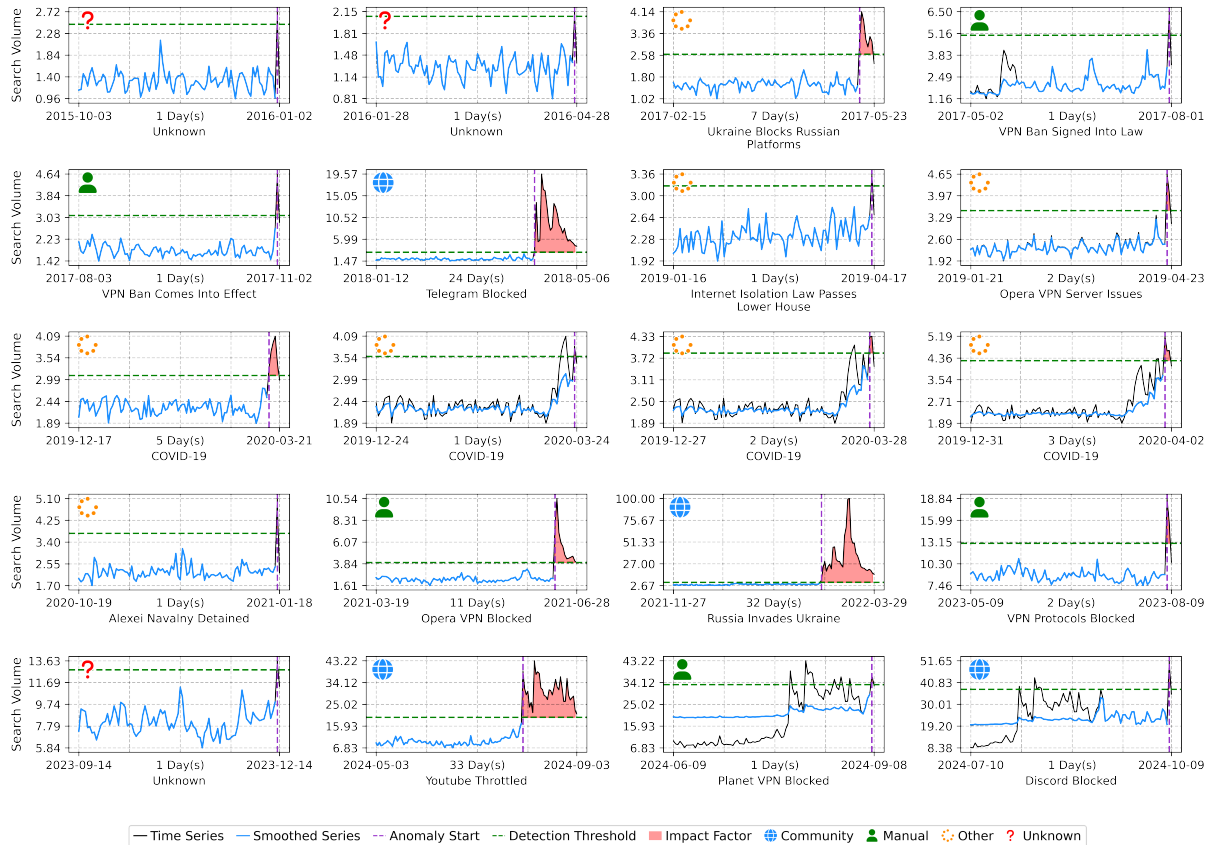 2.72
2.28
1.84
1.40
0.96
Search Volume
?
2015-10-03 1 Day(s) 2016-01-02
Unknown
2.15
1.81
1.48
1.14
0.81
?
2016-01-28 1 Day(s) 2016-04-28
Unknown
4.14
3.36
2.58
1.80
1.02
2017-02-15 7 Day(s) 2017-05-23
Ukraine Blocks Russian
Platforms
6.50
5.16
3.83
2.49
1.16
2017-05-02 1 Day(s) 2017-08-01
VPN Ban Signed Into Law
4.64
3.84
3.03
2.23
1.42
Search Volume
2017-08-03 1 Day(s) 2017-11-02
VPN Ban Comes Into Effect
19.57
15.05
10.52
5.99
1.47
2018-01-12 24 Day(s) 2018-05-06
Telegram Blocked
3.36
3.00
2.64
2.28
1.92
2019-01-16 1 Day(s) 2019-04-17
Internet Isolation Law Passes
Lower House
4.65
3.97
3.29
2.60
1.92
2019-01-21 2 Day(s) 2019-04-23
Opera VPN Server Issues
4.09
3.54
2.99
2.44
1.89
Search Volume
2019-12-17 5 Day(s) 2020-03-21
COVID-19
4.09
3.54
2.99
2.44
1.89
2019-12-24 1 Day(s) 2020-03-24
COVID-19
4.33
3.72
3.11
2.50
1.89
2019-12-27 2 Day(s) 2020-03-28
COVID-19
5.19
4.36
3.54
2.71
1.89
2019-12-31 3 Day(s) 2020-04-02
COVID-19
5.10
4.25
3.40
2.55
1.70
Search Volume
2020-10-19 1 Day(s) 2021-01-18
Alexei Navalny Detained
10.54
8.31
6.07
3.84
1.61
2021-03-19 11 Day(s) 2021-06-28
Opera VPN Blocked
100.00
75.67
51.33
27.00
2.67
2021-11-27 32 Day(s) 2022-03-29
Russia Invades Ukraine
18.84
15.99
13.15
10.30
7.46
2023-05-09 2 Day(s) 2023-08-09
VPN Protocols Blocked
13.63
11.69
9.74
7.79
5.84
Search Volume
?
2023-09-14 1 Day(s) 2023-12-14
Unknown
43.22
34.12
25.02
15.93
6.83
2024-05-03 33 Day(s) 2024-09-03
Youtube Throttled
43.22
34.12
25.02
15.93
6.83
2024-06-09 1 Day(s) 2024-09-08
Planet VPN Blocked
51.65
40.83
30.01
19.20
8.38
2024-07-10 1 Day(s) 2024-10-09
Discord Blocked
Time Series Smoothed Series Anomaly Start Detection Threshold Impact Factor Community Manual Other ? Unknown